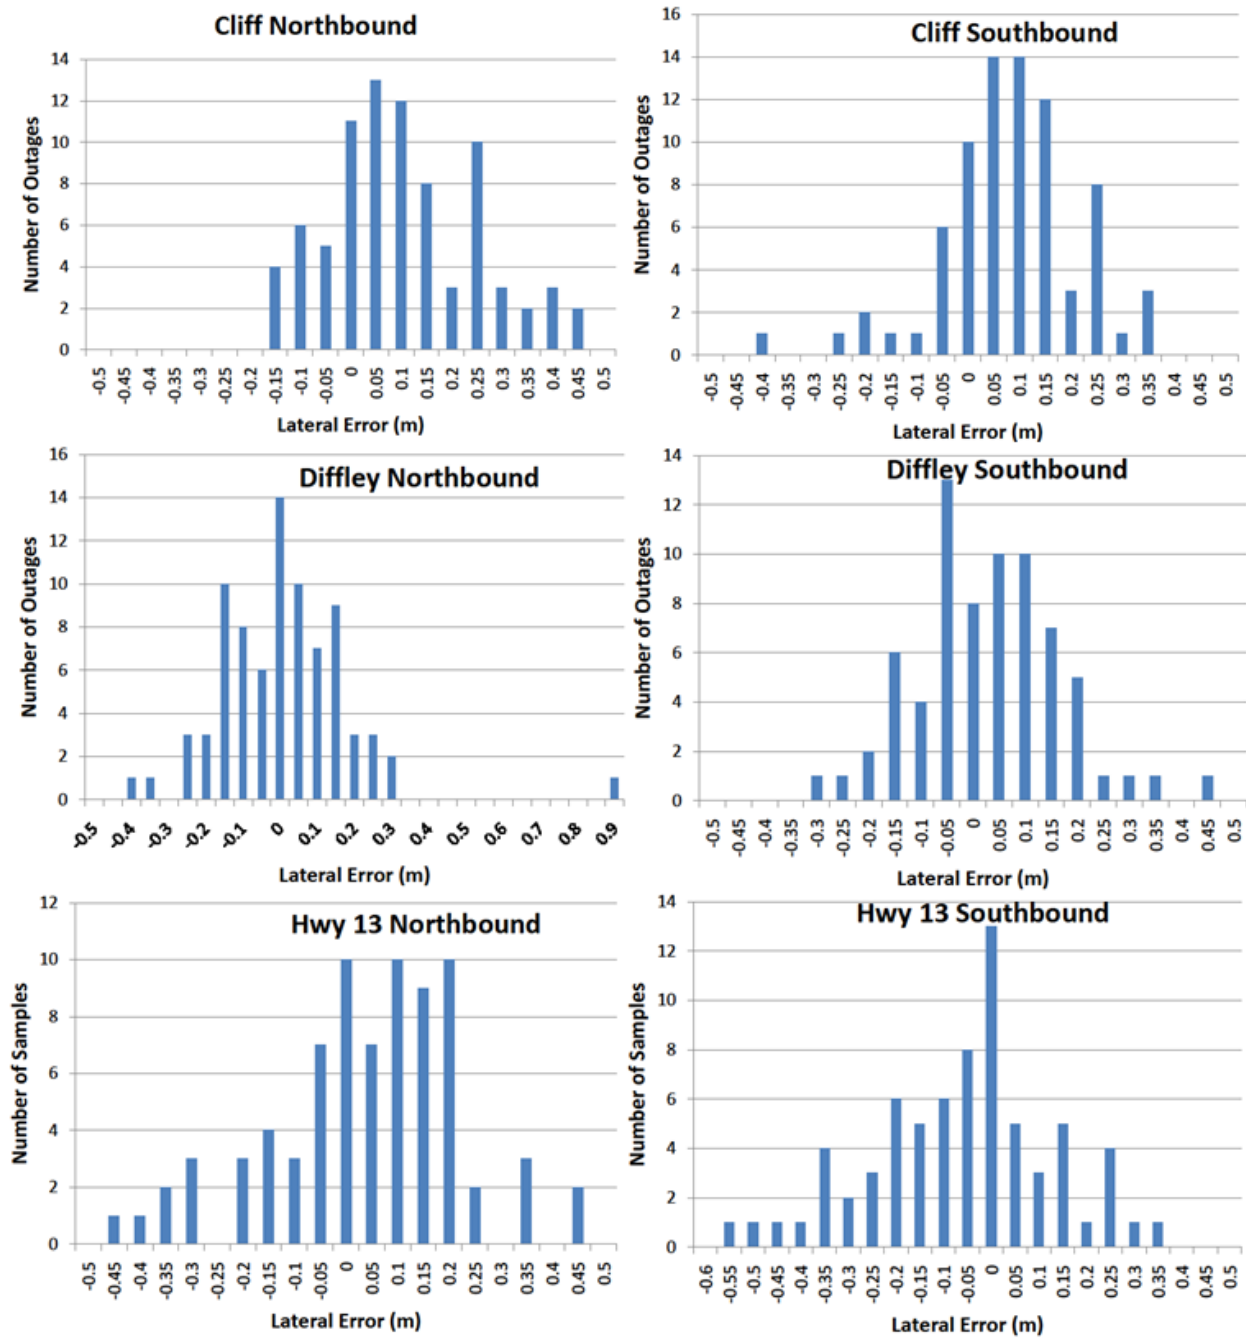 Cliff Northbound
Number of Outages
14
12
10
8
6
4
2
0
-0.5 -0.45 -0.4 -0.35 -0.3 -0.25 -0.2 -0.15 -0.1 -0.05 0 0.05 0.1 0.15 0.2 0.25 0.3 0.35 0.4 0.45 0.5
Lateral Error (m)
Cliff Southbound
Number of Outages
16
14
12
10
8
6
4
2
0
-0.5 -0.45 -0.4 -0.35 -0.3 -0.25 -0.2 -0.15 -0.1 -0.05 0 0.05 0.1 0.15 0.2 0.25 0.3 0.35 0.4 0.45 0.5
Lateral Error (m)
Diffley Northbound
Number of Outages
16
14
12
10
8
6
4
2
0
-0.5 -0.4 -0.3 -0.2 -0.1 0 0.1 0.2 0.3 0.4 0.5 0.6 0.7 0.8 0.9
Lateral Error (m)
Diffley Southbound
Number of Outages
14
12
10
8
6
4
2
0
-0.5 -0.45 -0.4 -0.35 -0.3 -0.25 -0.2 -0.15 -0.1 -0.05 0 0.05 0.1 0.15 0.2 0.25 0.3 0.35 0.4 0.45 0.5
Lateral Error (m)
Hwy 13 Northbound
Number of Samples
12
10
8
6
4
2
0
-0.5 -0.45 -0.4 -0.35 -0.3 -0.25 -0.2 -0.15 -0.1 -0.05 0 0.05 0.1 0.15 0.2 0.25 0.3 0.35 0.4 0.45 0.5
Lateral Error (m)
Hwy 13 Southbound
Number of Samples
14
12
10
8
6
4
2
0
-0.6 -0.55 -0.5 -0.45 -0.4 -0.35 -0.3 -0.25 -0.2 -0.15 -0.1 -0.05 0 0.05 0.1 0.15 0.2 0.25 0.3 0.35 0.4 0.45 0.5
Lateral Error (m)